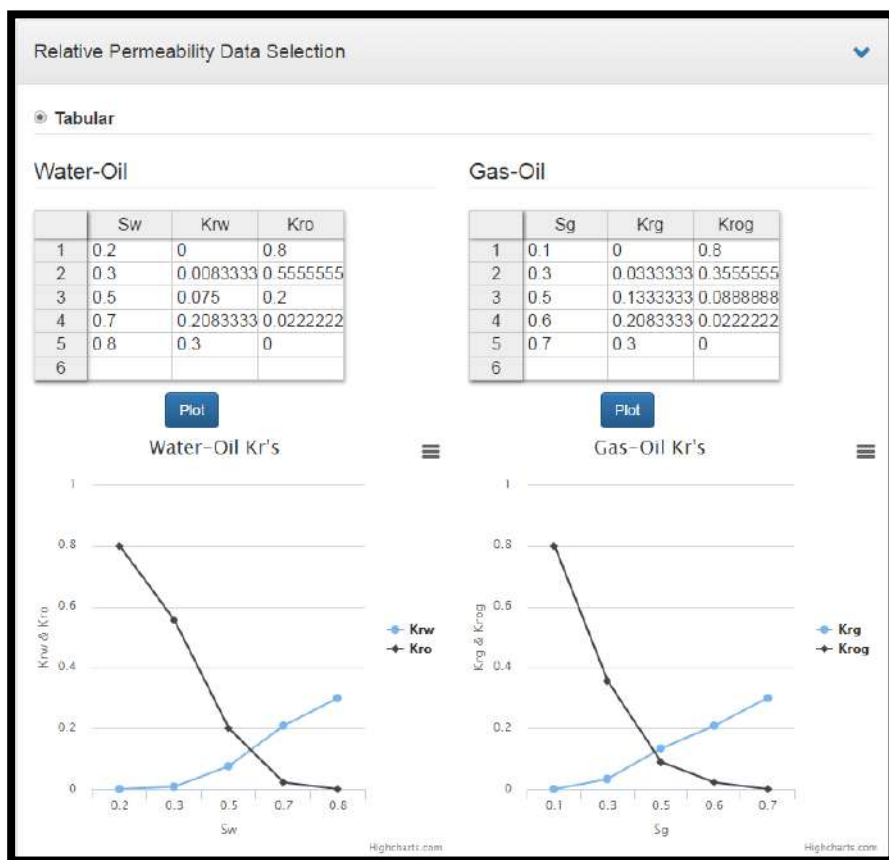 Relative Permeability Data Selection
Tabular
Water-Oil
Sw Krw Kro
1 0.2 0 0.8
2 0.3 0.0083333 0.5555555
3 0.5 0.075 0.2
4 0.7 0.2083333 0.0222222
5 0.8 0.3 0
6
Plot
Water-Oil Kr's
1
0.8
0.6
0.4
0.2
0
Krw & Kro
0.2 0.3 0.5 0.7 0.8
Sw
Krw
Kro
Highcharts.com
Gas-Oil
Sg Krg Krog
1 0.1 0 0.8
2 0.3 0.0333333 0.3555555
3 0.5 0.1333333 0.0888888
4 0.6 0.2083333 0.0222222
5 0.7 0.3 0
6
Plot
Gas-Oil Kr's
1
0.8
0.6
0.4
0.2
0
Krg & Krog
0.1 0.3 0.5 0.6 0.7
Sg
Krg
Krog
Highcharts.com